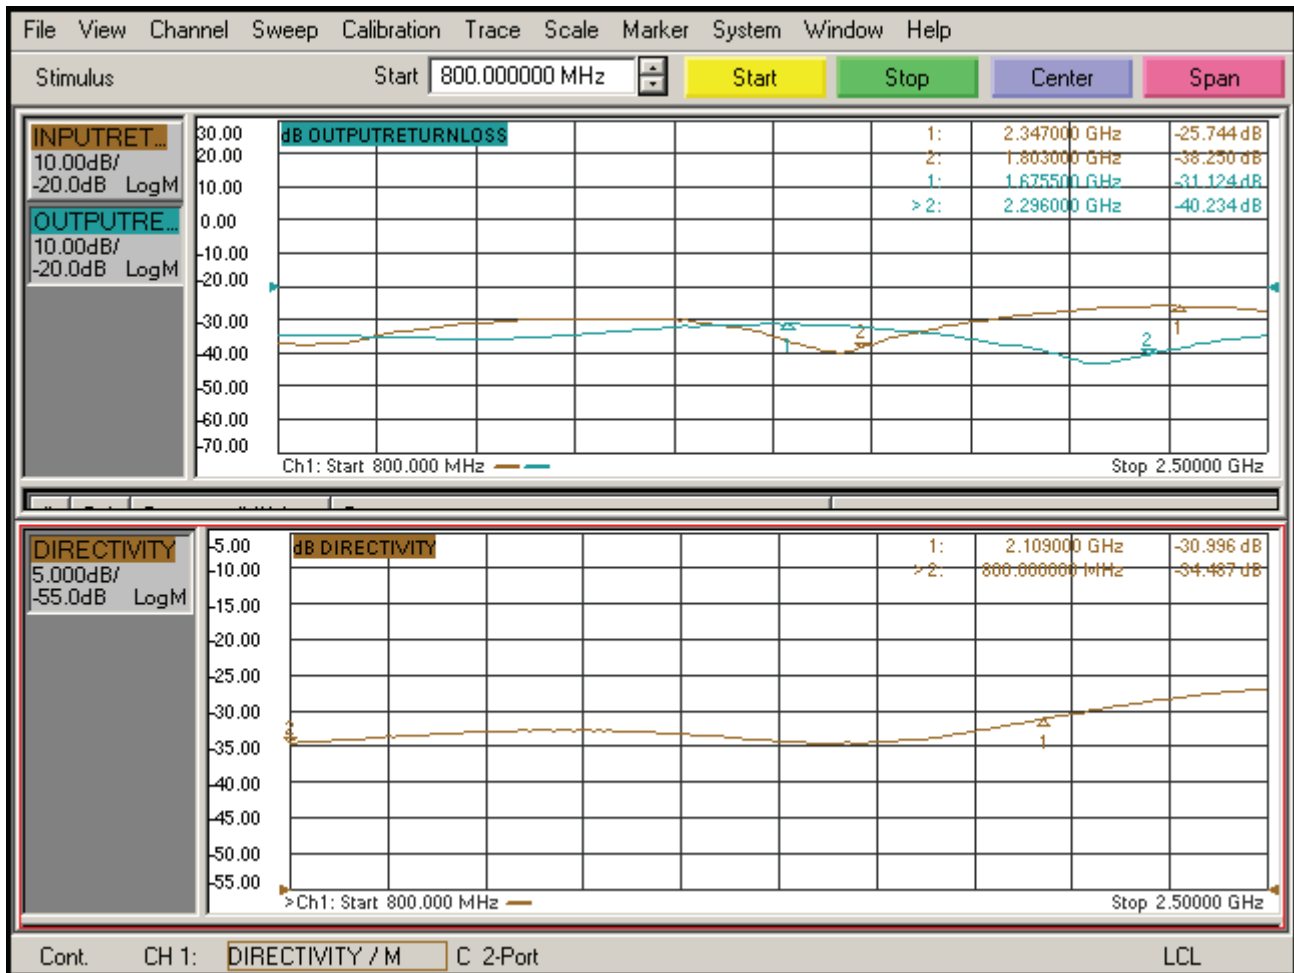 File View Channel Sweep Calibration Trace Scale Marker System Window Help
Stimulus Start 800.000000 MHz Start Stop Center Span
INPUTRET...
10.00dB/
-20.0dB LogM
OUTPUTRE...
10.00dB/
-20.0dB LogM
30.00
20.00
10.00
0.00
-10.00
-20.00
-30.00
-40.00
-50.00
-60.00
-70.00
dB OUTPUTRETURNLOSS
1: 2.347000 GHz -25.744 dB
2: 1.803000 GHz -38.250 dB
1: 1.675500 GHz -31.124 dB
>2: 2.296000 GHz -40.234 dB
1
2
2
1
Ch1: Start 800.000 MHz
Stop 2.50000 GHz
DIRECTIVITY
5.000dB/
-55.0dB LogM
-5.00
-10.00
-15.00
-20.00
-25.00
-30.00
-35.00
-40.00
-45.00
-50.00
-55.00
dB DIRECTIVITY
1: 2.109000 GHz -30.996 dB
>2: 800.000000 MHz -34.487 dB
2
1
>Ch1: Start 800.000 MHz
Stop 2.50000 GHz
Cont. CH 1: DIRECTIVITY / M C 2-Port LCL